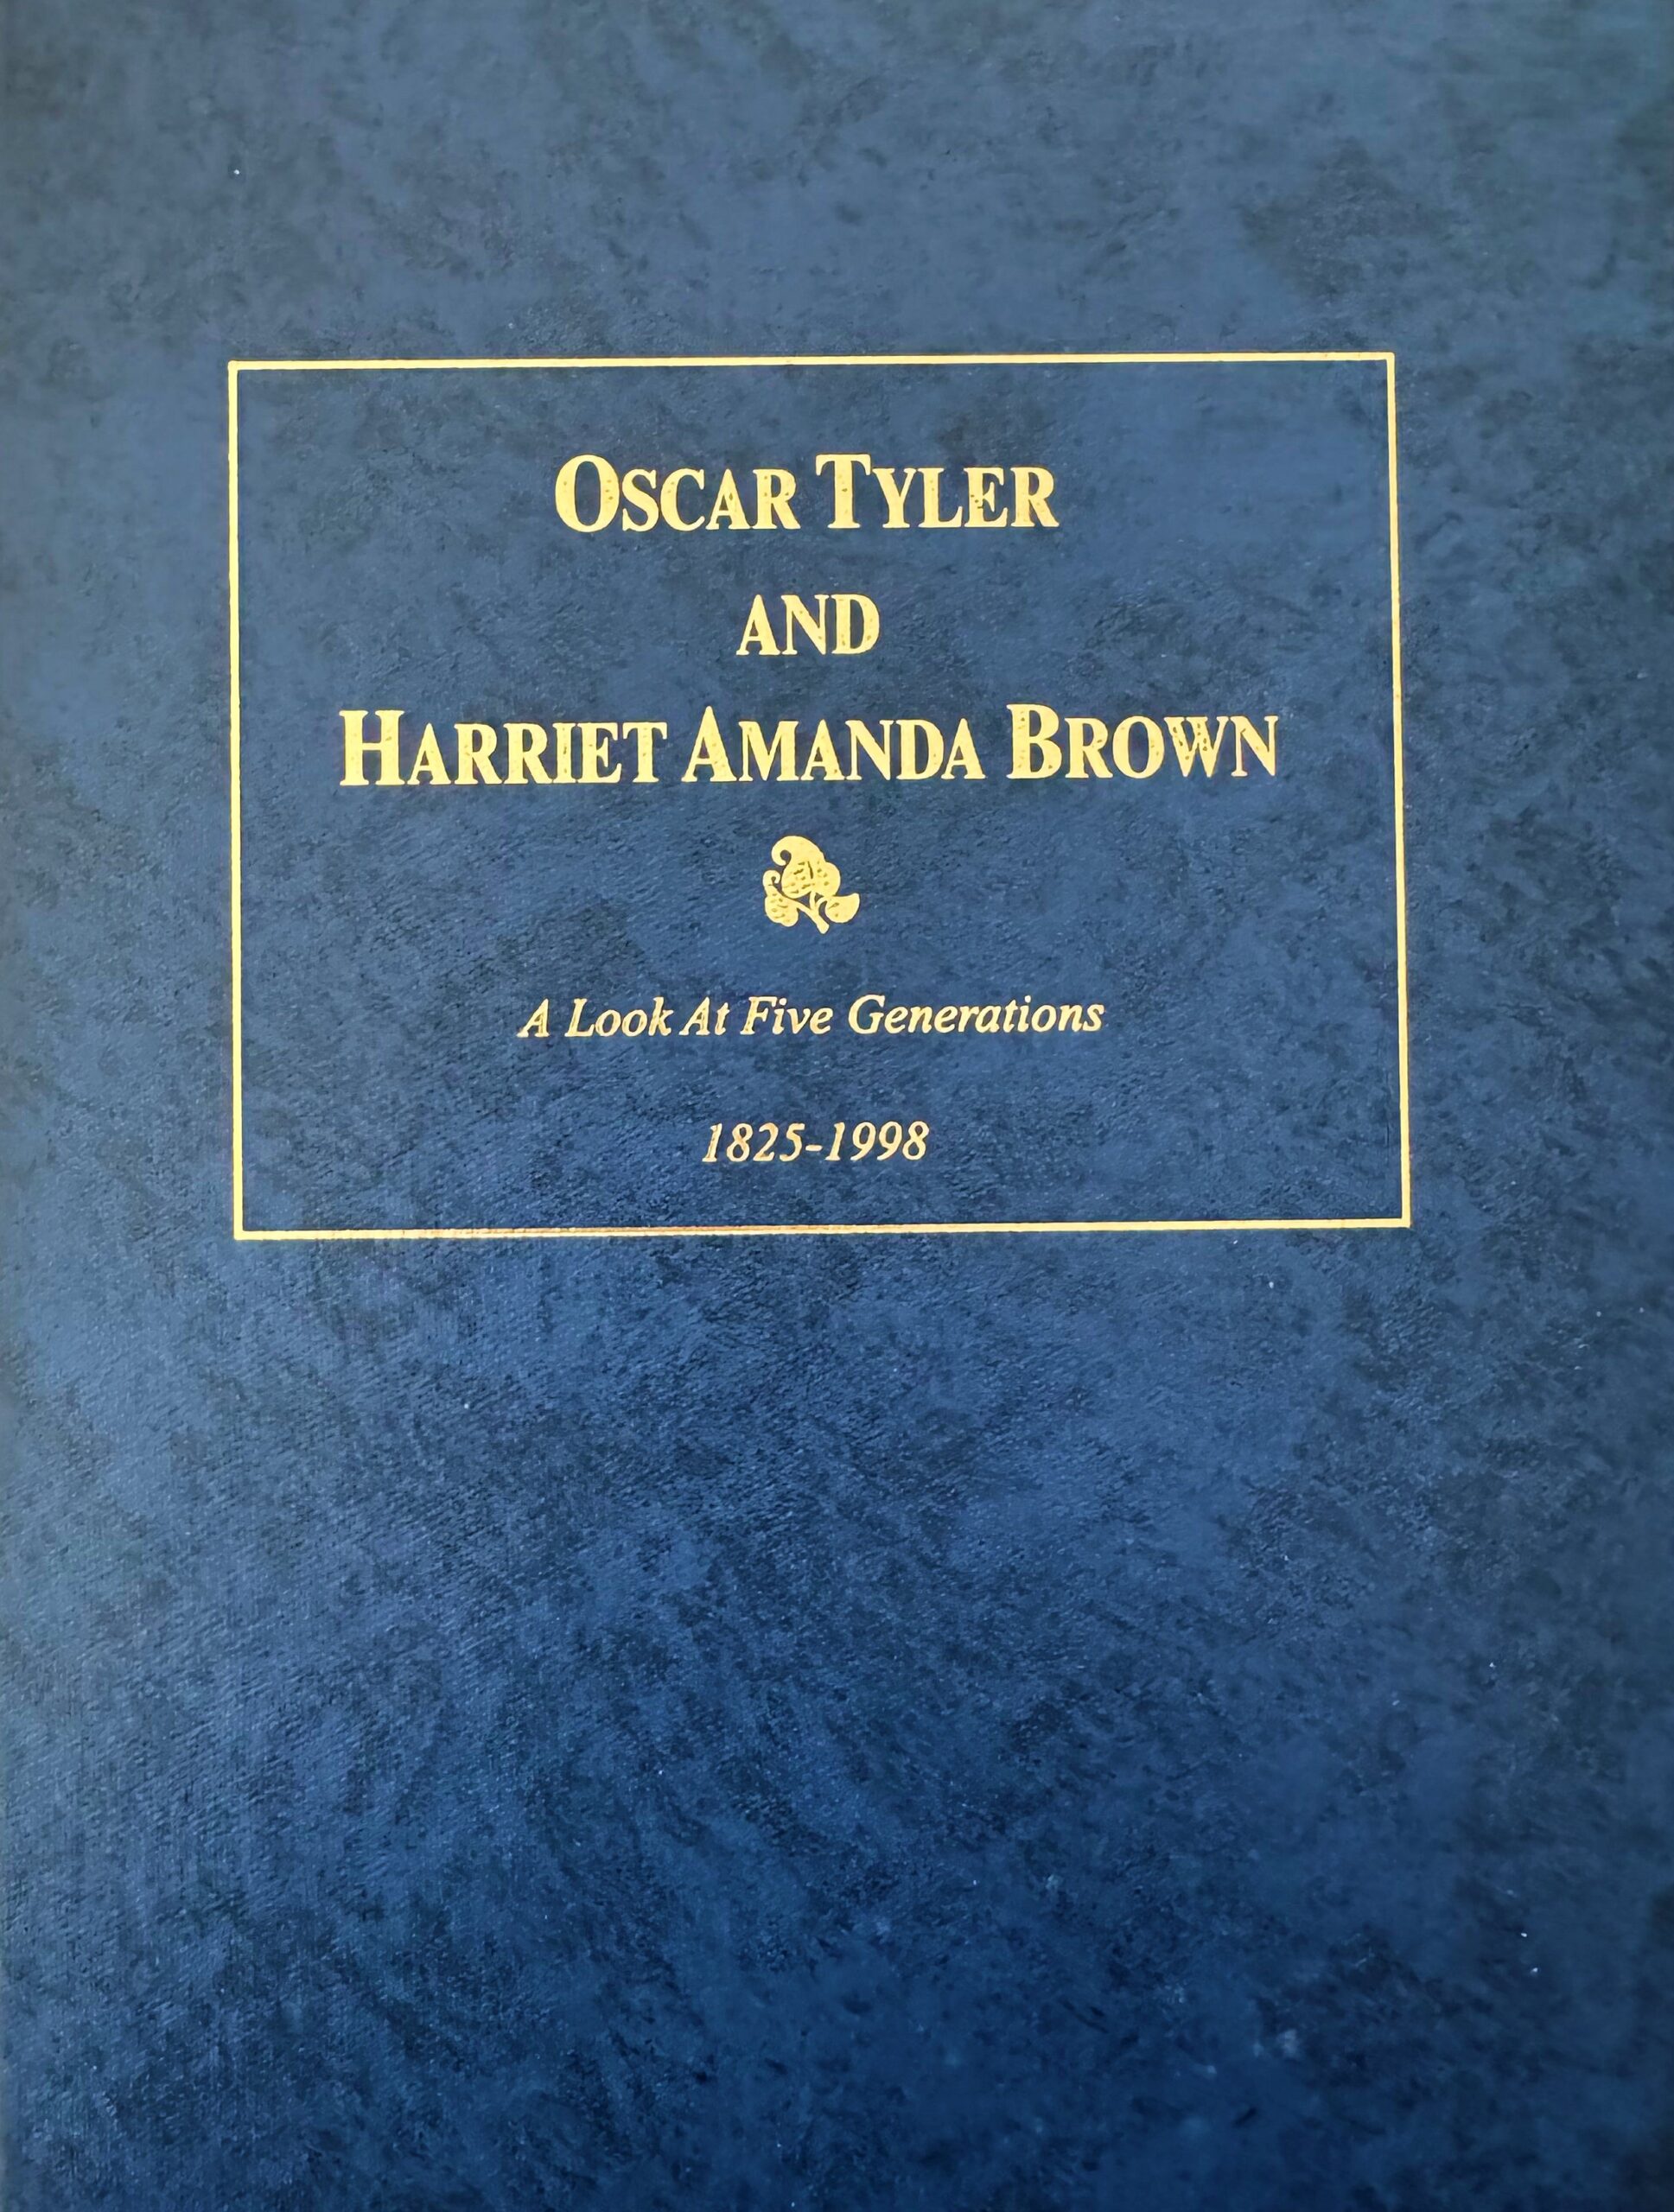 OSCAR TYLER
AND
HARRIET AMANDA BROWN
A Look At Five Generations
1825-1998